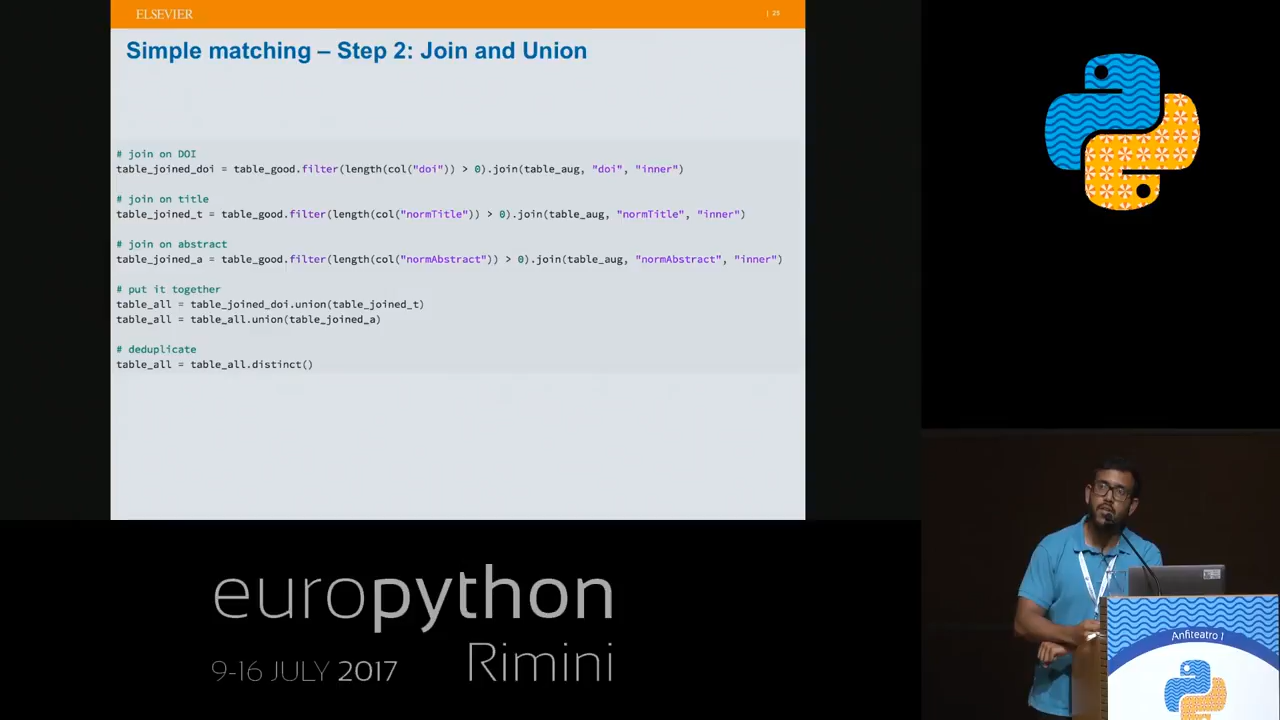 ELSEVIER
| 25
Simple matching – Step 2: Join and Union
# join on DOI
table_joined_doi = table_good.filter(length(col("doi")) > 0).join(table_aug, "doi", "inner")
# join on title
table_joined_t = table_good.filter(length(col("normTitle")) > 0).join(table_aug, "normTitle", "inner")
# join on abstract
table_joined_a = table_good.filter(length(col("normAbstract")) > 0).join(table_aug, "normAbstract", "inner")
# put it together
table_all = table_joined_doi.union(table_joined_t)
table_all = table_all.union(table_joined_a)
# deduplicate
table_all = table_all.distinct()
europython
9-16 JULY 2017 Rimini
Anfiteatro 1